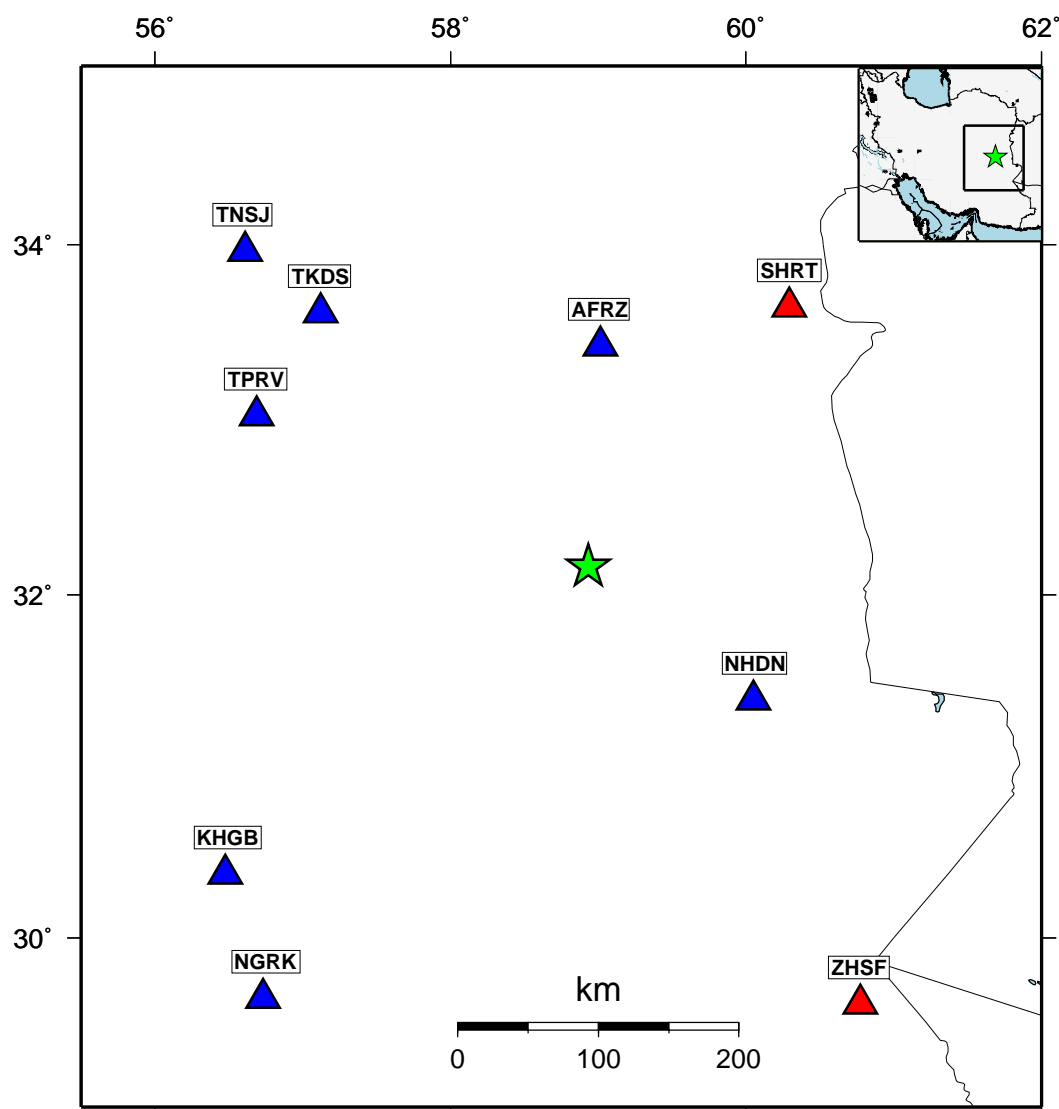 56˚ 58˚ 60˚ 62˚
TNSJ
34˚
SHRT
TKDS
AFRZ
TPRV
32˚
NHDN
KHGB
30˚
NGRK
ZHSF
km
0 100 200